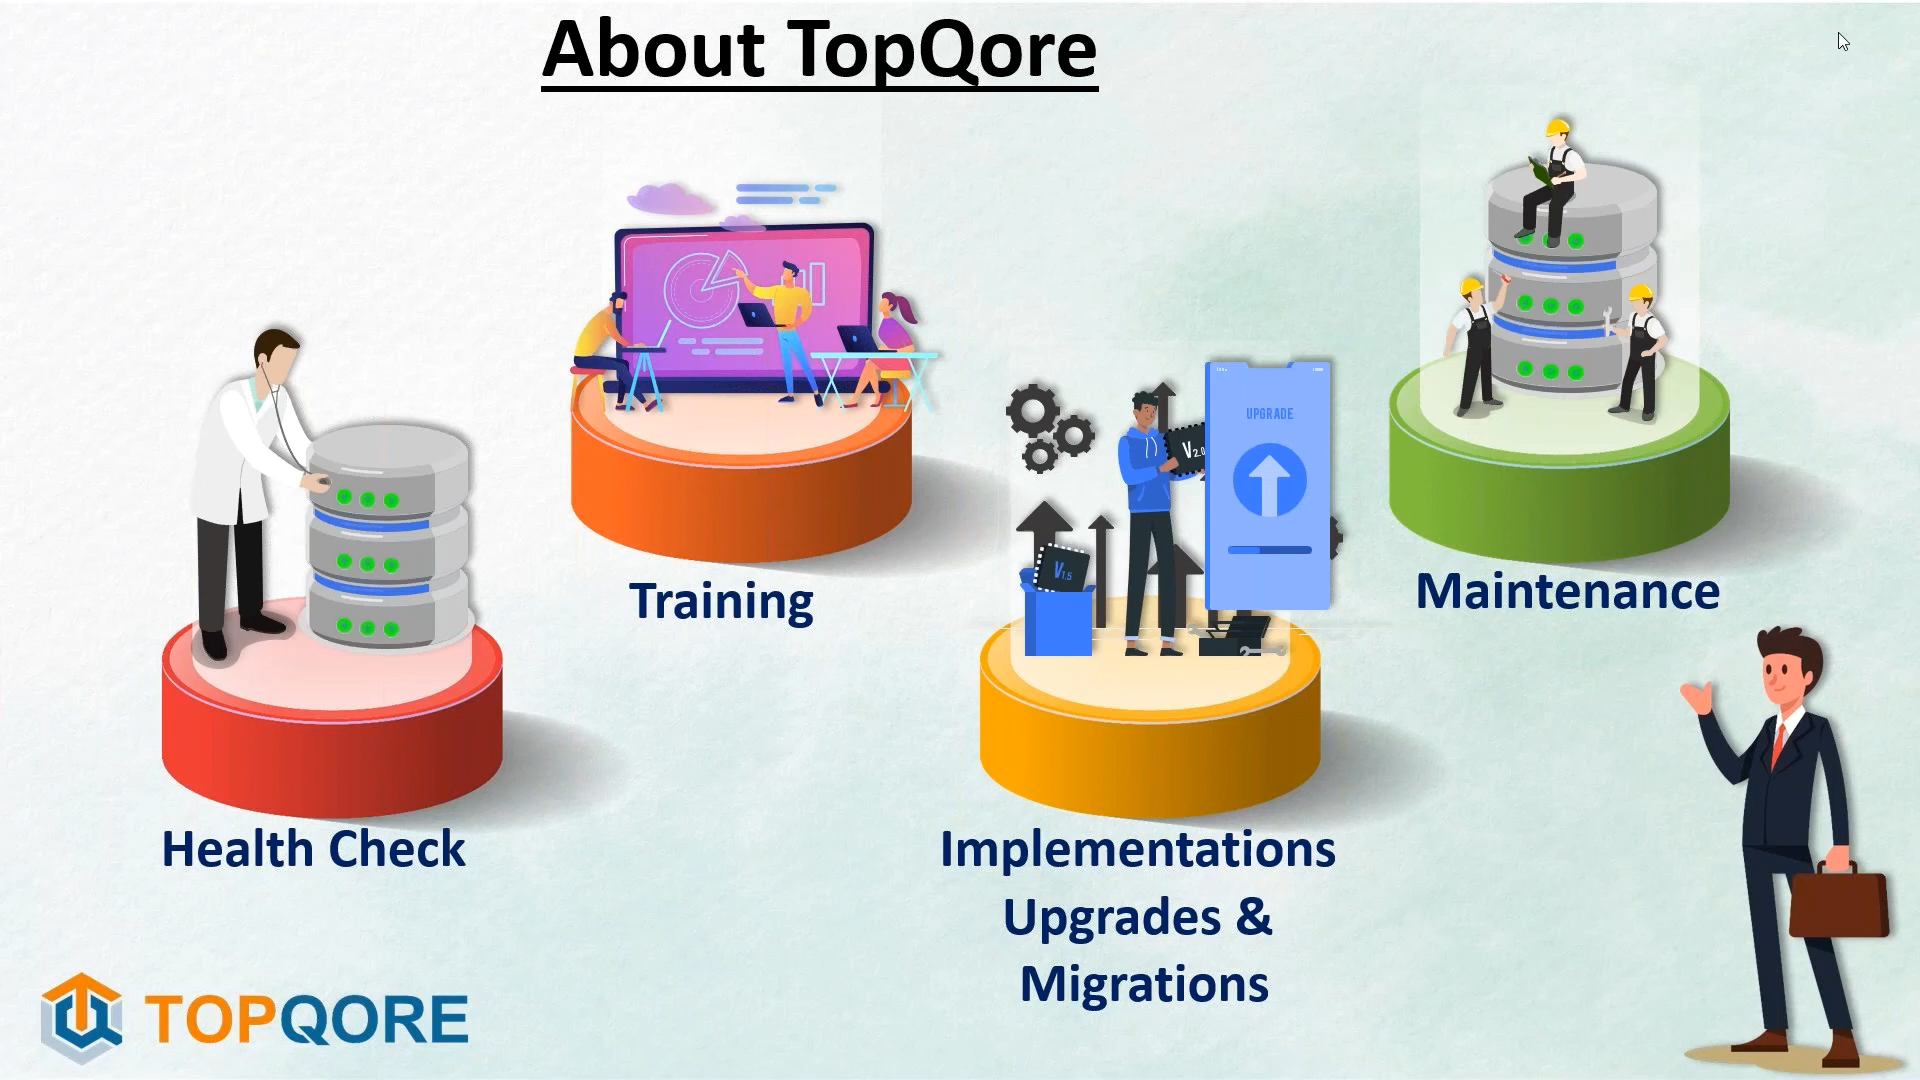 About TopQore
Health Check
Training
UPGRADE
V2.0
V1.5
Implementations
Upgrades &
Migrations
Maintenance
TOPQORE